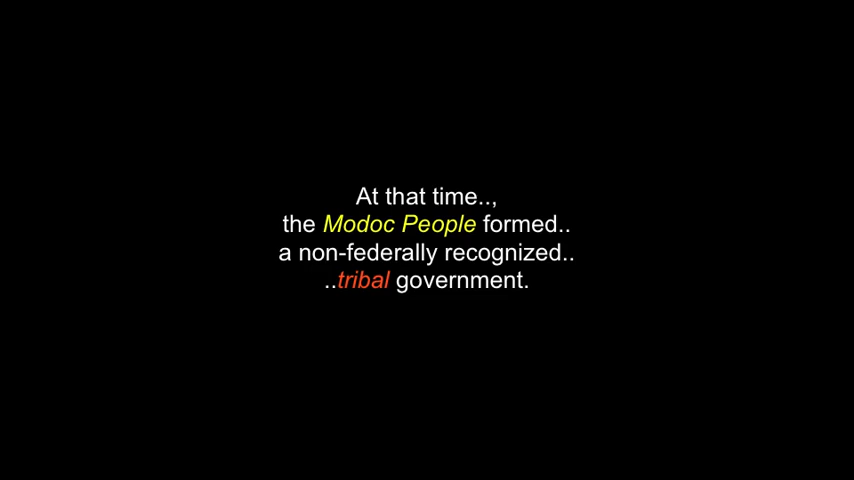 At that time..,
the Modoc People formed..
a non-federally recognized..
..tribal government.